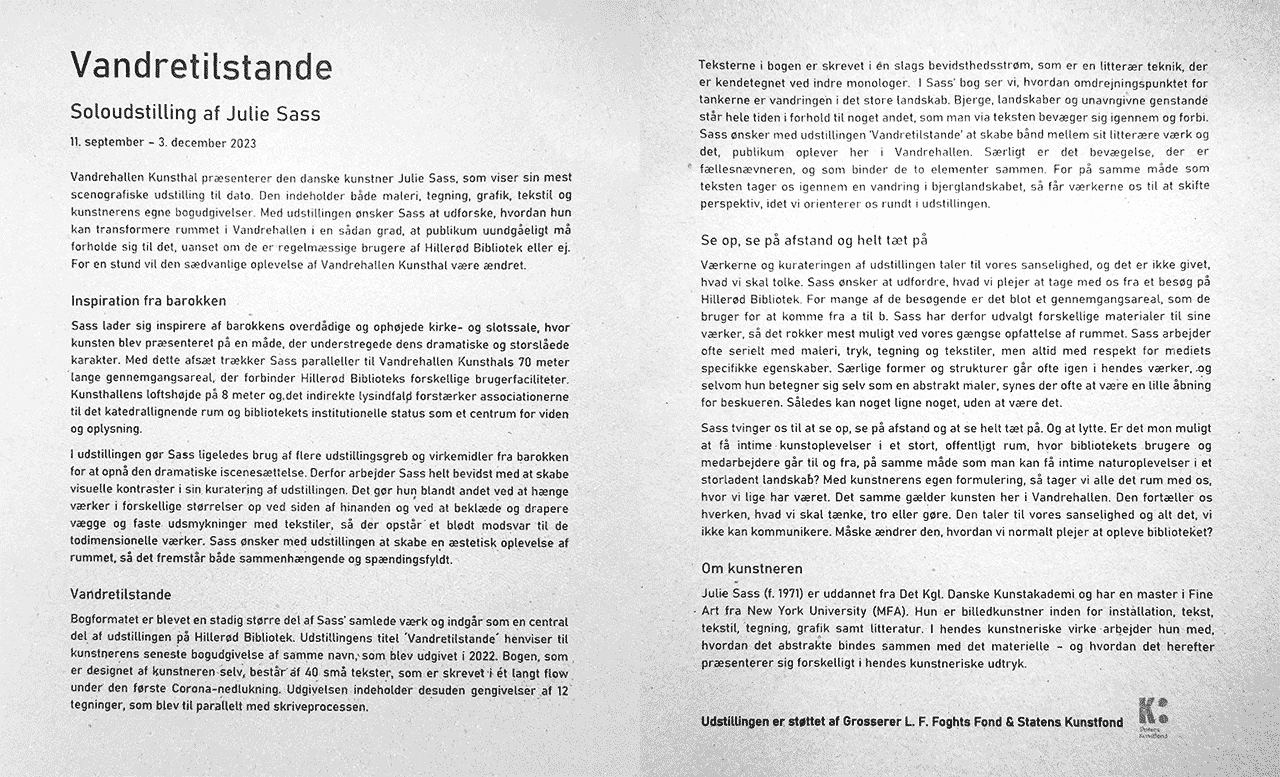 Vandretilstande
Soloudstilling af Julie Sass
11. september – 3. december 2023
Vandrehallen Kunsthal præsenterer den danske kunstner Julie Sass, som viser sin mest
scenografiske udstilling til dato. Den indeholder både maleri, tegning, grafik, tekstil og
kunstnerens egne bogudgivelser. Med udstillingen ønsker Sass at udforske, hvordan hun
kan transformere rummet i Vandrehallen i en sådan grad, at publikum uundgåeligt må
forholde sig til det, uanset om de er regelmæssige brugere af Hillerød Bibliotek eller ej.
For en stund vil den sædvanlige oplevelse af Vandrehallen Kunsthal være ændret.
Inspiration fra barokken
Sass lader sig inspirere af barokkens overdådige og ophøjede kirke- og slotssale, hvor
kunsten blev præsenteret på en måde, der understregede dens dramatiske og storslåede
karakter. Med dette afsæt trækker Sass paralleller til Vandrehallen Kunsthals 70 meter
lange gennemgangsareal, der forbinder Hillerød Biblioteks forskellige brugerfaciliteter.
Kunsthallens loftshøjde på 8 meter og det indirekte lysindfald forstærker associationerne
til det katedrallignende rum og bibliotekets institutionelle status som et centrum for viden
og oplysning.
I udstillingen gør Sass ligeledes brug af flere udstillingsgreb og virkemidler fra barokken
for at opnå den dramatiske iscenesættelse. Derfor arbejder Sass helt bevidst med at skabe
visuelle kontraster i sin kuratering af udstillingen. Det gør hun blandt andet ved at hænge
værker i forskellige størrelser op ved siden af hinanden og ved at beklæde og drapere
vægge og faste udsmykninger med tekstiler, så der opstår et blødt modsvar til de
todimensionelle værker. Sass ønsker med udstillingen at skabe en æstetisk oplevelse af
rummet, så det fremstår både sammenhængende og spændingsfyldt.
Vandretilstande
Bogformatet er blevet en stadig større del af Sass’ samlede værk og indgår som en central
del af udstillingen på Hillerød Bibliotek. Udstillingens titel ´Vandretilstande´ henviser til
kunstnerens seneste bogudgivelse af samme navn, som blev udgivet i 2022. Bogen, som
er designet af kunstneren selv, består af 40 små tekster, som er skrevet i ét langt flow
under den første Corona-nedlukning. Udgivelsen indeholder desuden gengivelser af 12
tegninger, som blev til parallelt med skriveprocessen.
Teksterne i bogen er skrevet i én slags bevidsthedsstrøm, som er en litterær teknik, der
er kendetegnet ved indre monologer. I Sass’ bog ser vi, hvordan omdrejningspunktet for
tankerne er vandringen i det store landskab. Bjerge, landskaber og unavngivne genstande
står hele tiden i forhold til noget andet, som man via teksten bevæger sig igennem og forbi.
Sass ønsker med udstillingen ’Vandretilstande’ at skabe bånd mellem sit litterære værk og
det, publikum oplever her i Vandrehallen. Særligt er det bevægelse, der er
fællesnævneren, og som binder de to elementer sammen. For på samme måde som
teksten tager os igennem en vandring i bjerglandskabet, så får værkerne os til at skifte
perspektiv, idet vi orienterer os rundt i udstillingen.
Se op, se på afstand og helt tæt på
Værkerne og kurateringen af udstillingen taler til vores sanselighed, og det er ikke givet,
hvad vi skal tolke. Sass ønsker at udfordre, hvad vi plejer at tage med os fra et besøg på
Hillerød Bibliotek. For mange af de besøgende er det blot et gennemgangsareal, som de
bruger for at komme fra a til b. Sass har derfor udvalgt forskellige materialer til sine
værker, så det rokker mest muligt ved vores gængse opfattelse af rummet. Sass arbejder
ofte serielt med maleri, tryk, tegning og tekstiler, men altid med respekt for mediets
specifikke egenskaber. Særlige former og strukturer går ofte igen i hendes værker, og
selvom hun betegner sig selv som en abstrakt maler, synes der ofte at være en lille åbning
for beskueren. Således kan noget ligne noget, uden at være det.
Sass tvinger os til at se op, se på afstand og at se helt tæt på. Og at lytte. Er det mon muligt
at få intime kunstoplevelser i et stort, offentligt rum, hvor bibliotekets brugere og
medarbejdere går til og fra, på samme måde som man kan få intime naturoplevelser i et
storladent landskab? Med kunstnerens egen formulering, så tager vi alle det rum med os,
hvor vi lige har været. Det samme gælder kunsten her i Vandrehallen. Den fortæller os
hverken, hvad vi skal tænke, tro eller gøre. Den taler til vores sanselighed og alt det, vi
ikke kan kommunikere. Måske ændrer den, hvordan vi normalt plejer at opleve biblioteket?
Om kunstneren
Julie Sass (f. 1971) er uddannet fra Det Kgl. Danske Kunstakademi og har en master i Fine
Art fra New York University (MFA). Hun er billedkunstner inden for installation, tekst,
tekstil, tegning, grafik samt litteratur. I hendes kunstneriske virke arbejder hun med,
hvordan det abstrakte bindes sammen med det materielle – og hvordan det herefter
præsenterer sig forskelligt i hendes kunstneriske udtryk.
Udstillingen er støttet af Grosserer L. F. Foghts Fond & Statens Kunstfond
K:
Statens
Kunstfond